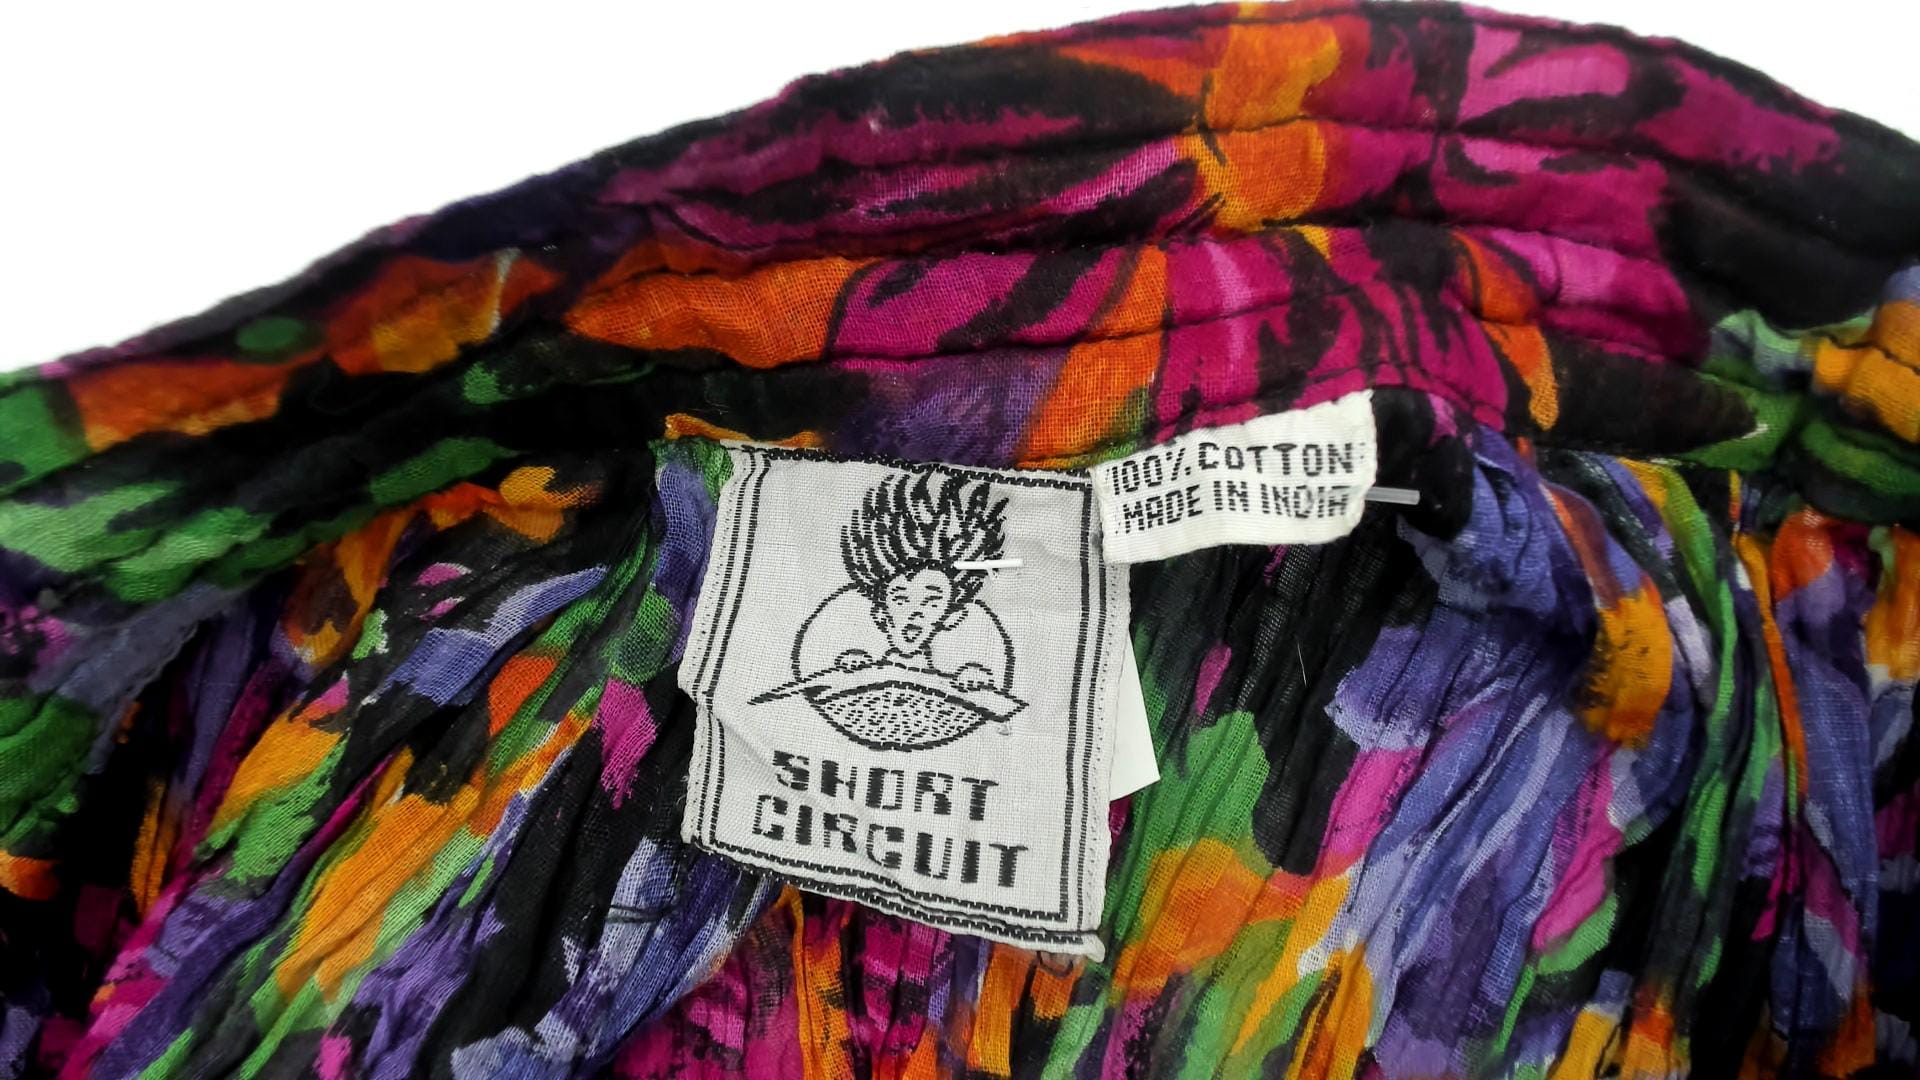 100% COTTON
MADE IN INDIA
SHORT
CIRCUIT